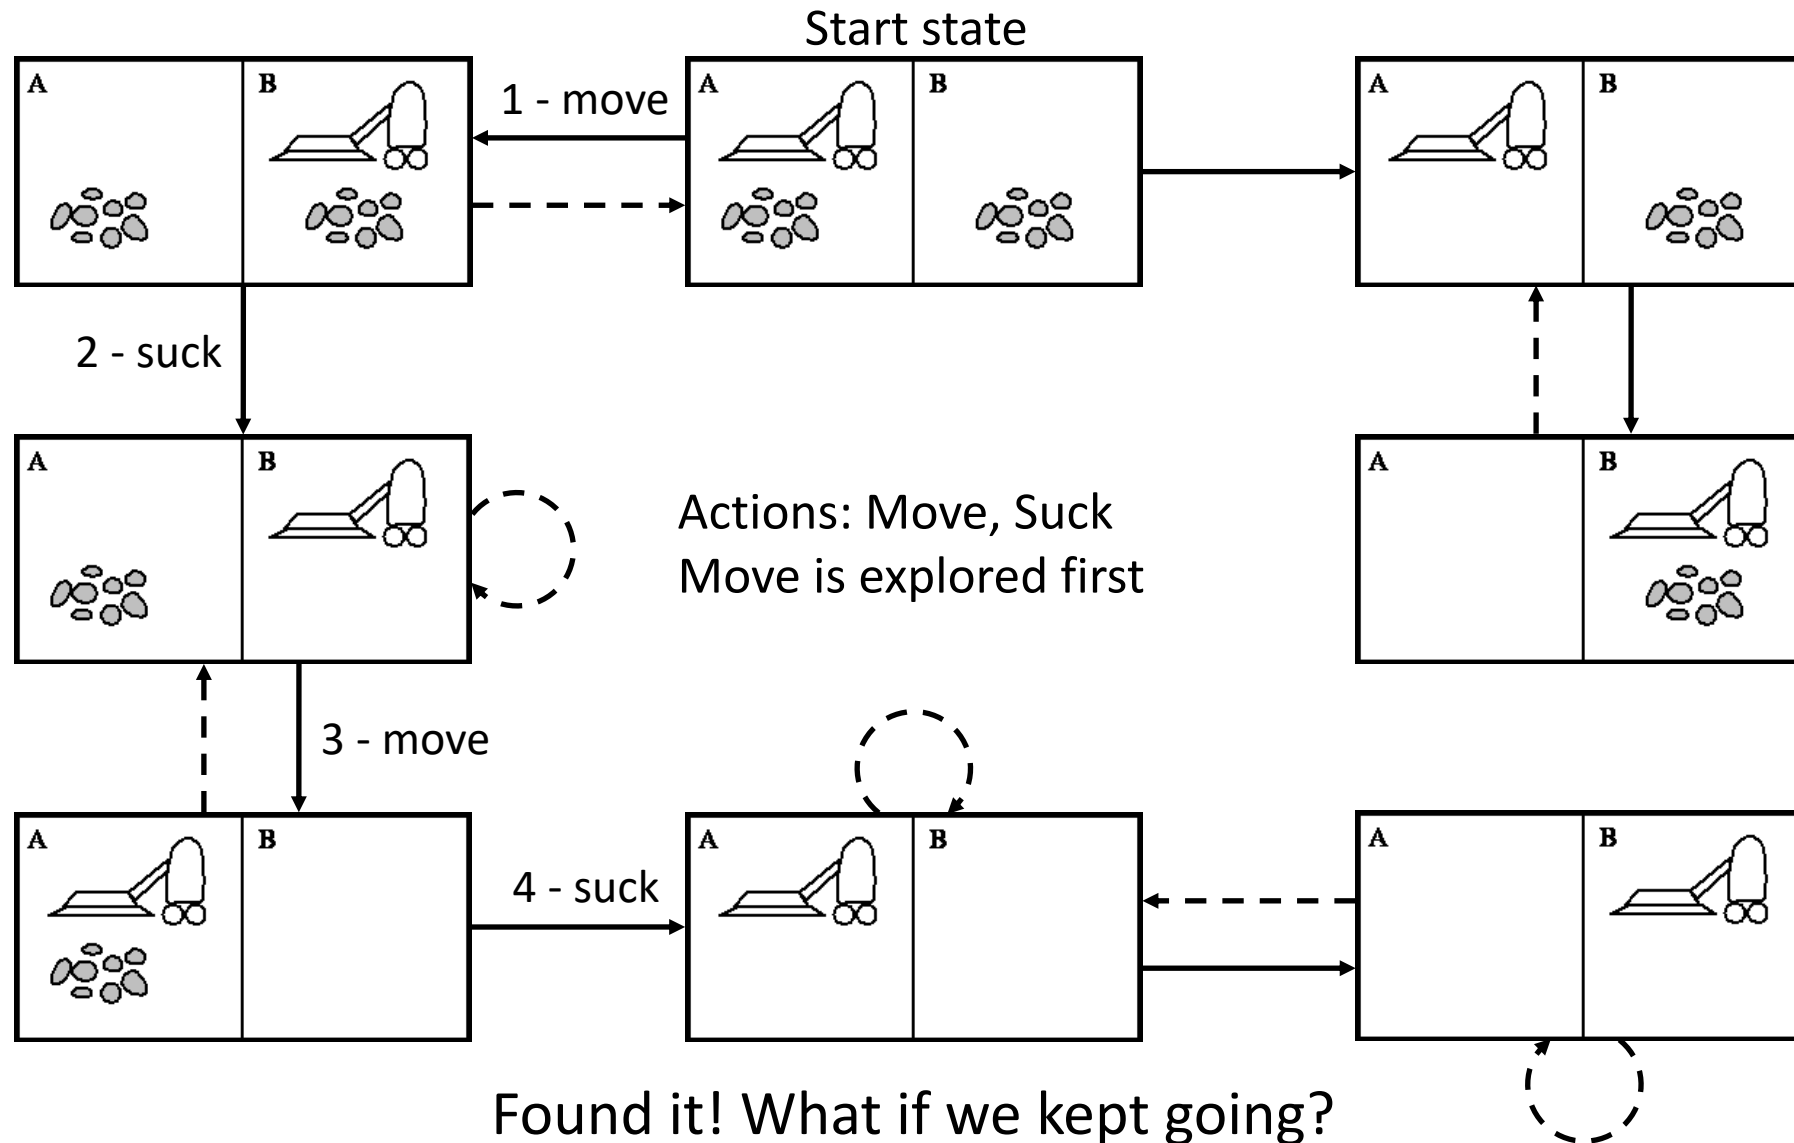 Start state
A
B
1 - move
A
B
A
B
2 - suck
A
B
Actions: Move, Suck
Move is explored first
A
B
3 - move
A
B
4 - suck
A
B
A
B
Found it! What if we kept going?